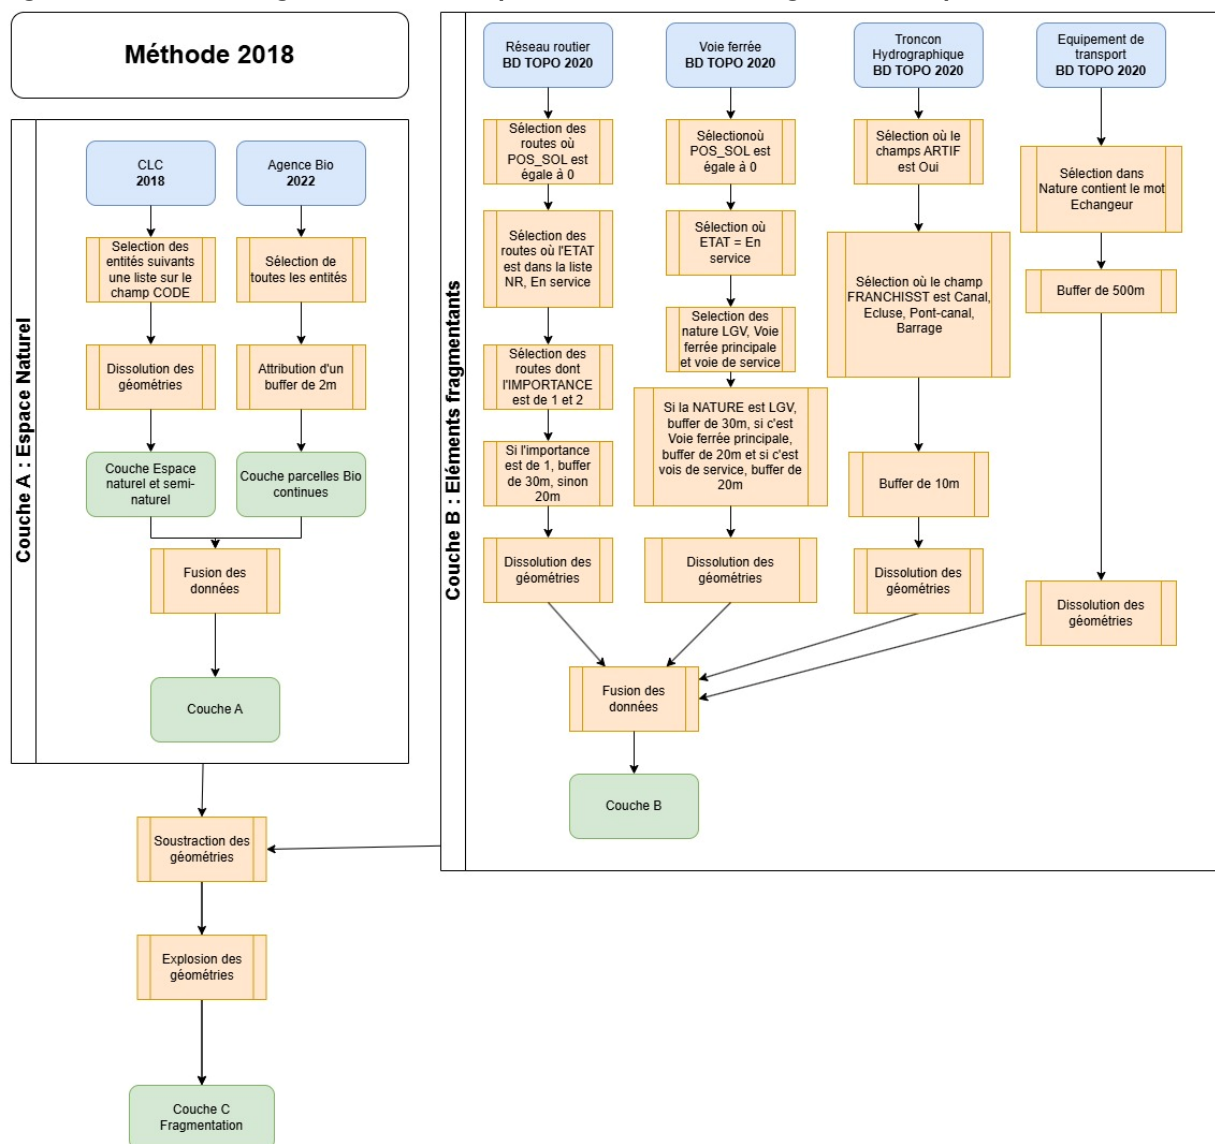 Méthode 2018
Couche A : Espace Naturel
CLC
2018
Agence Bio
2022
Selection des
entités suivants
une liste sur le
champ CODE
Sélection de
toutes les entités
Dissolution des
géométries
Attribution d'un
buffer de 2m
Couche Espace
naturel et semi-
naturel
Couche parcelles Bio
continues
Fusion des
données
Couche A
Soustraction des
géométries
Explosion des
géométries
Couche C
Fragmentation
Couche B : Eléments fragmentants
Réseau routier
BD TOPO 2020
Sélection des
routes où
POS_SOL est
égale à 0
Sélection des
routes où l'ETAT
est dans la liste
NR, En service
Sélection des
routes dont
l'IMPORTANCE
est de 1 et 2
Si l'importance
est de 1, buffer
de 30m, sinon
20m
Dissolution des
géométries
Voie ferrée
BD TOPO 2020
Sélectionoù
POS_SOL est
égale à 0
Sélection où
ETAT = En
service
Selection des
nature LGV, Voie
ferrée principale
et voie de service
Si la NATURE est LGV,
buffer de 30m, si c'est
Voie ferrée principale,
buffer de 20m et si c'est
vois de service, buffer de
20m
Dissolution des
géométries
Troncon
Hydrographique
BD TOPO 2020
Sélection où le
champs ARTIF
est Oui
Sélection où le champ
FRANCHISST est Canal,
Ecluse, Pont-canal,
Barrage
Buffer de 10m
Dissolution des
géométries
Equipement de
transport
BD TOPO 2020
Sélection dans
Nature contient le mot
Echangeur
Buffer de 500m
Dissolution des
géométries
Fusion des
données
Couche B